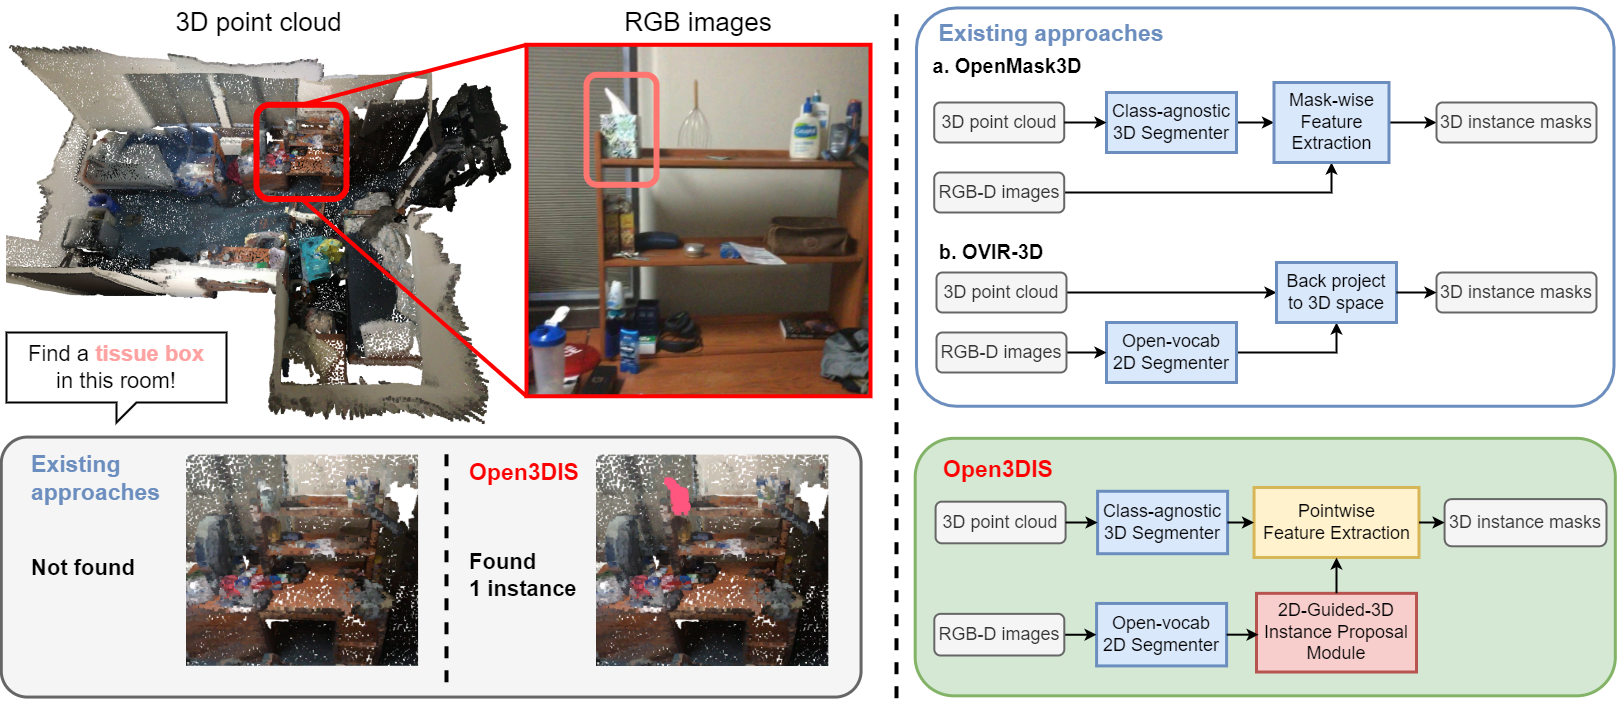 3D point cloud
RGB images
Find a tissue box
in this room!
Existing
approaches
Not found
Open3DIS
Found
1 instance
Existing approaches
a. OpenMask3D
3D point cloud
Class-agnostic
3D Segmenter
Mask-wise
Feature
Extraction
3D instance masks
RGB-D images
b. OVIR-3D
3D point cloud
Back project
to 3D space
3D instance masks
RGB-D images
Open-vocab
2D Segmenter
Open3DIS
3D point cloud
Class-agnostic
3D Segmenter
Pointwise
Feature Extraction
3D instance masks
RGB-D images
Open-vocab
2D Segmenter
2D-Guided-3D
Instance Proposal
Module